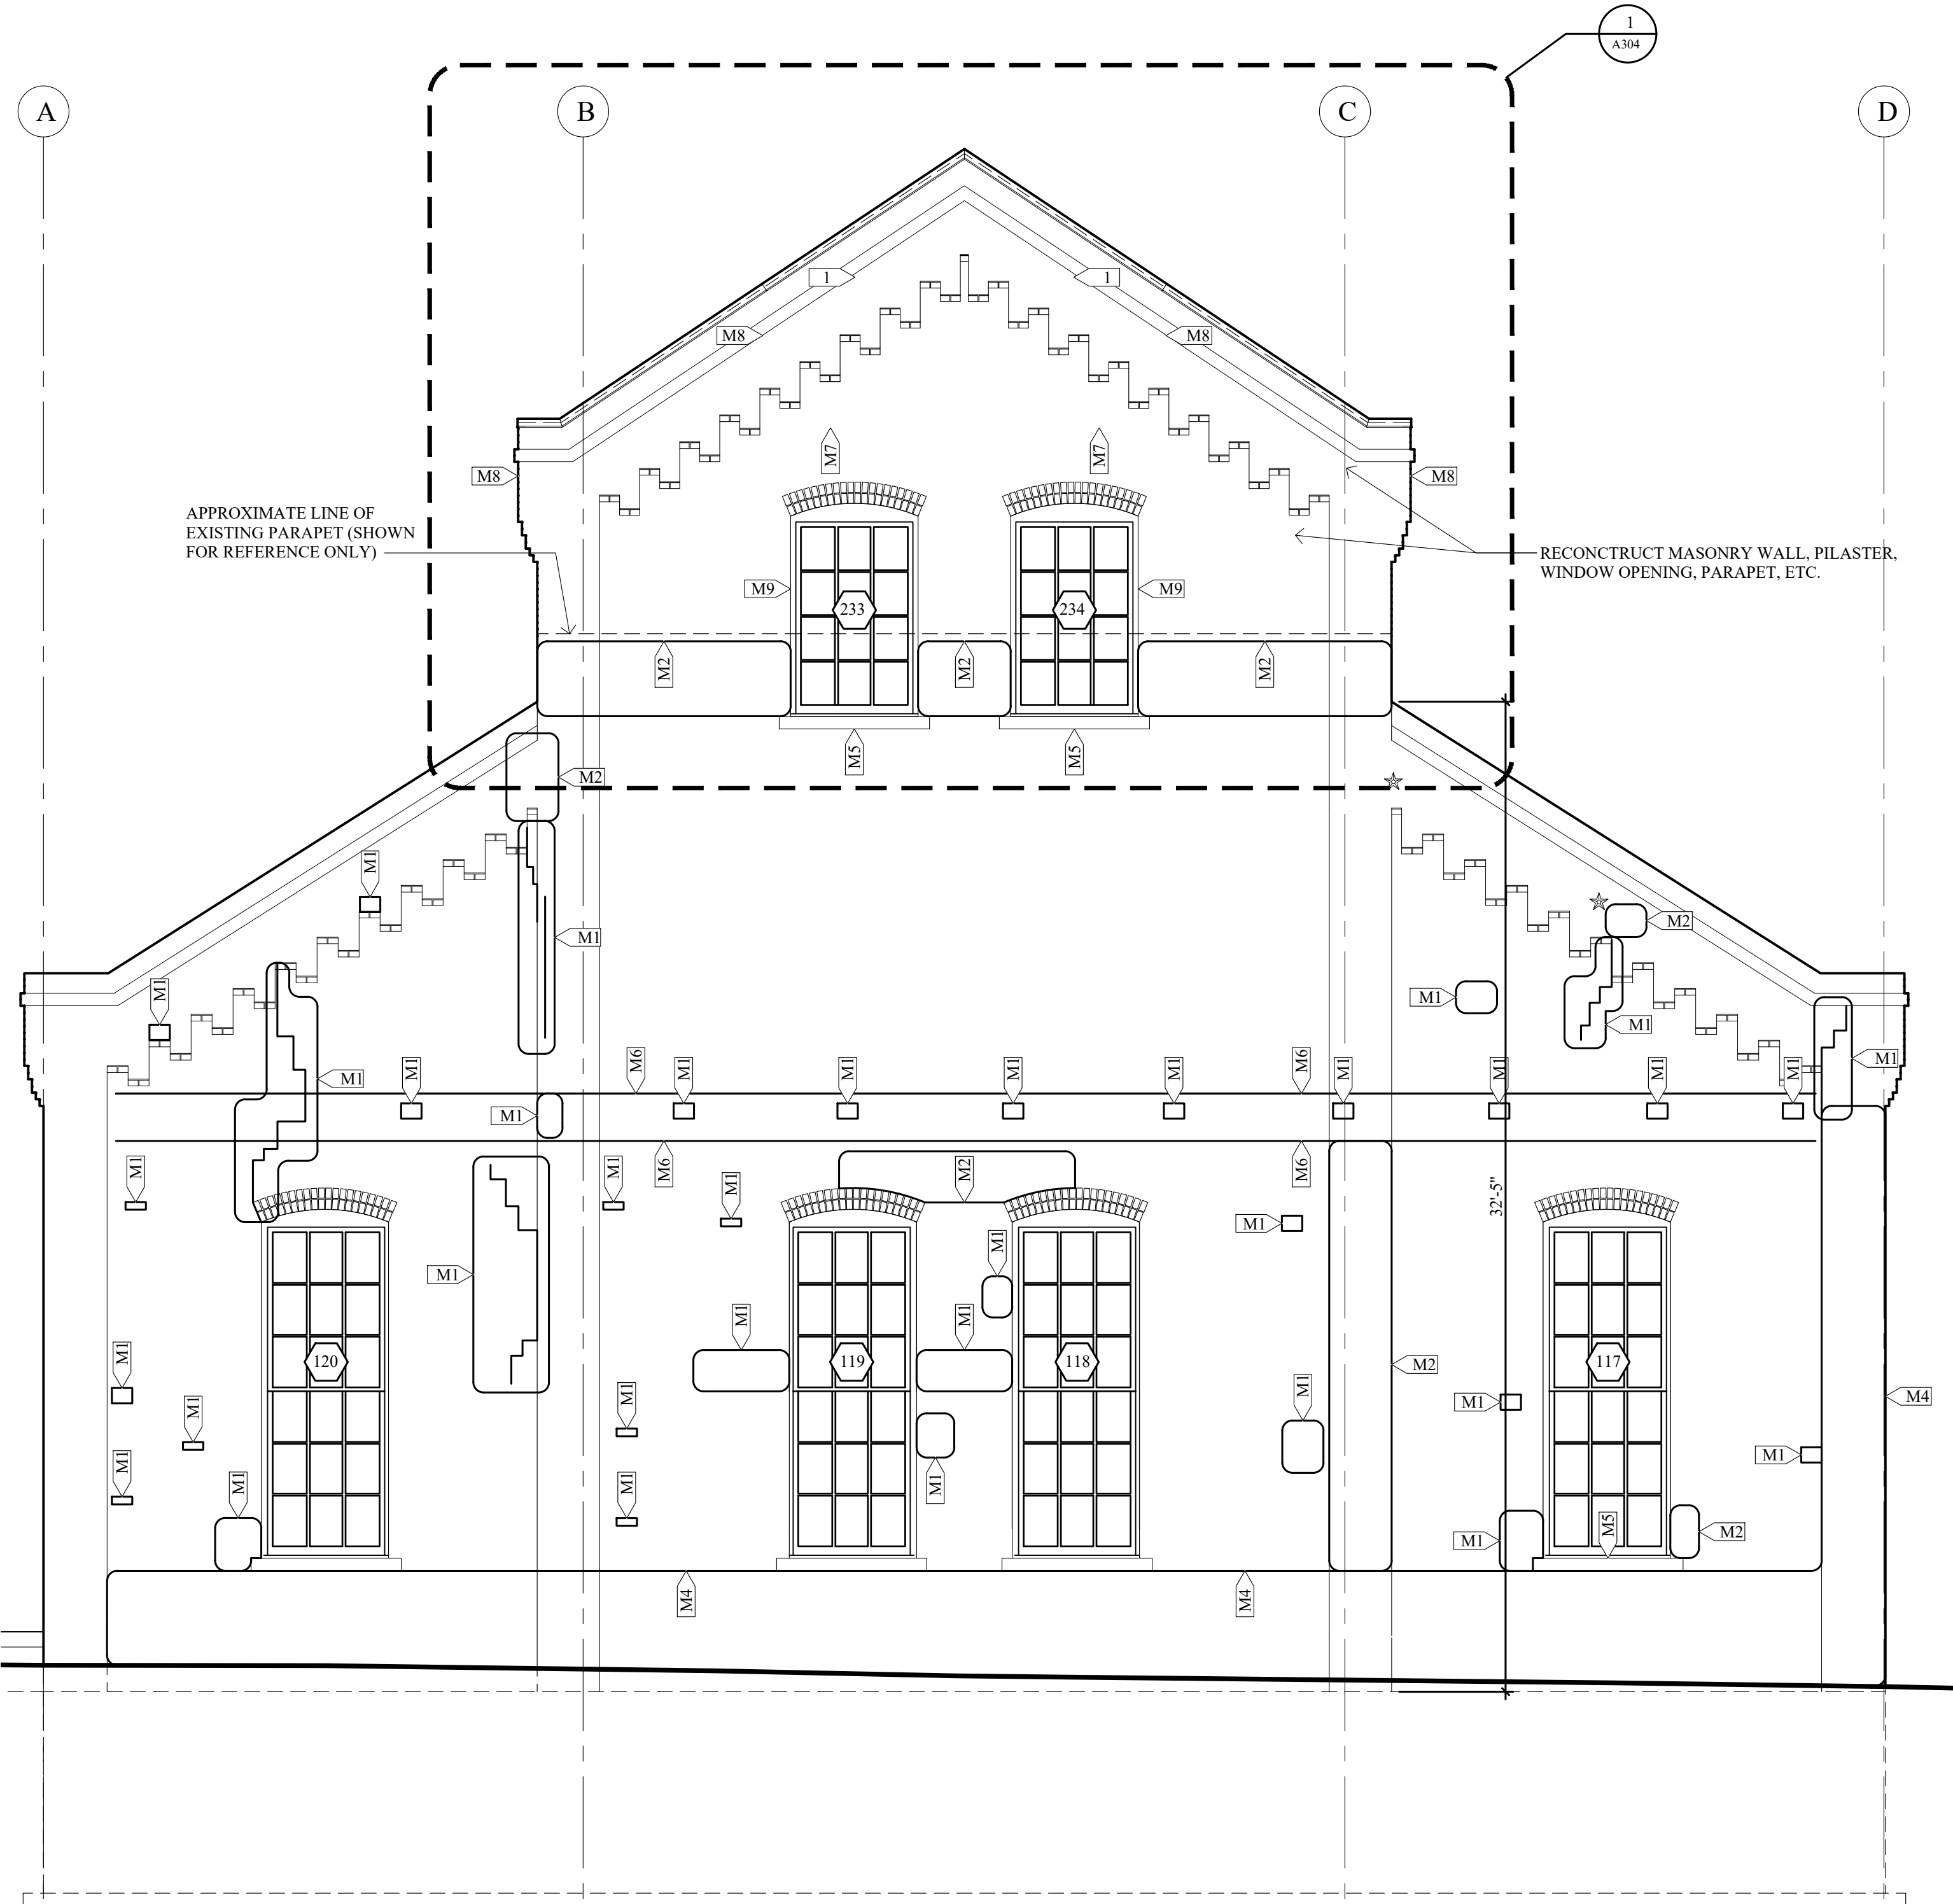 1
A304
A
B
C
D
1
1
M8
M8
M7
M7
M8
M8
APPROXIMATE LINE OF
EXISTING PARAPET (SHOWN
FOR REFERENCE ONLY)
RECONCTRUCT MASONRY WALL, PILASTER,
WINDOW OPENING, PARAPET, ETC.
M9
233
234
M9
M2
M2
M2
M5
M5
M2
M1
M2
M1
M1
M1
M1
M1
M1
M1
M6
M1
M1
M1
M1
M6
M1
M1
M1
M1
M1
M1
M1
M6
M1
M2
M6
32'-5"
M1
M1
M1
M1
M1
M1
M1
120
119
118
117
M2
M1
M4
M1
M1
M1
M1
M1
M1
M1
M1
M1
M5
M1
M2
M4
M4